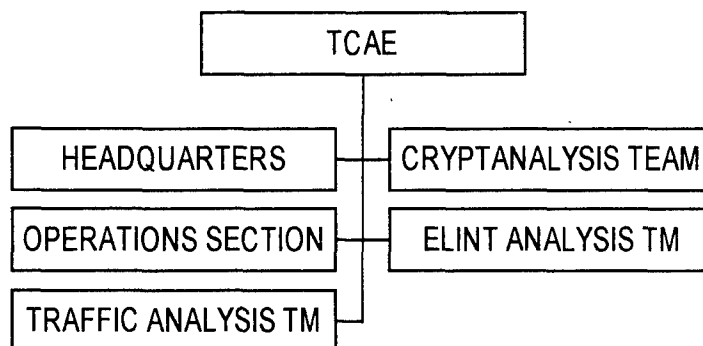 TCAE
HEADQUARTERS
CRYPTANALYSIS TEAM
OPERATIONS SECTION
ELINT ANALYSIS TM
TRAFFIC ANALYSIS TM